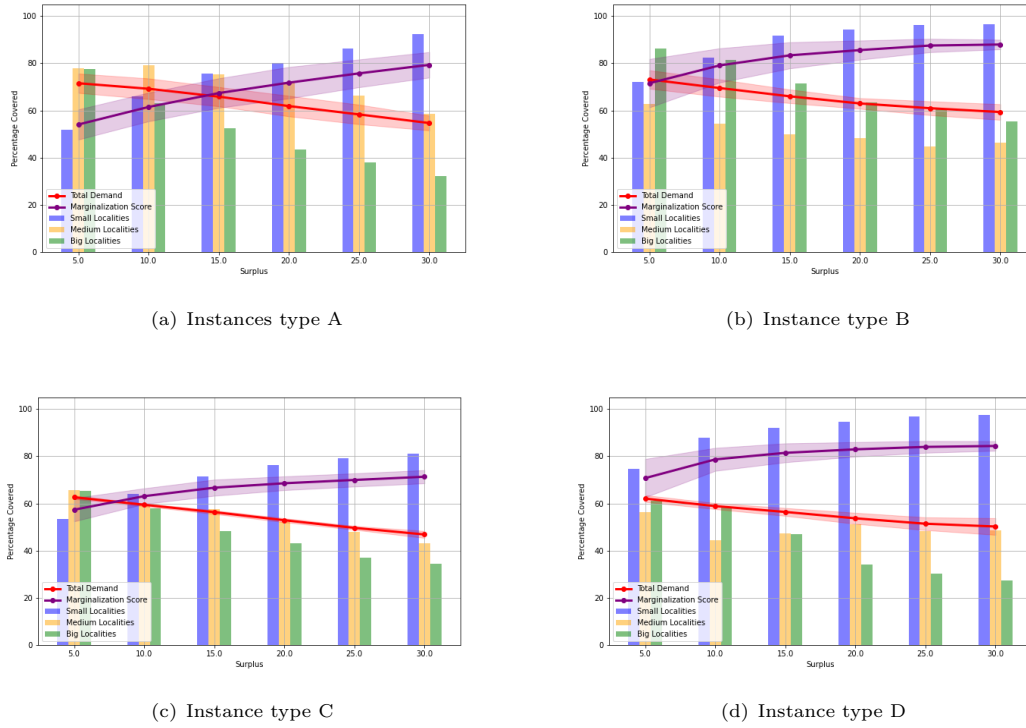 100
80
60
40
20
0
Percentage Covered
Total Demand
Marginalization Score
Small Localities
Medium Localities
Big Localities
5.0 10.0 15.0 20.0 25.0 30.0
Surplus
(a) Instances type A
100
80
60
40
20
0
Percentage Covered
Total Demand
Marginalization Score
Small Localities
Medium Localities
Big Localities
5.0 10.0 15.0 20.0 25.0 30.0
Surplus
(b) Instance type B
100
80
60
40
20
0
Percentage Covered
Total Demand
Marginalization Score
Small Localities
Medium Localities
Big Localities
5.0 10.0 15.0 20.0 25.0 30.0
Surplus
(c) Instance type C
100
80
60
40
20
0
Percentage Covered
Total Demand
Marginalization Score
Small Localities
Medium Localities
Big Localities
5.0 10.0 15.0 20.0 25.0 30.0
Surplus
(d) Instance type D